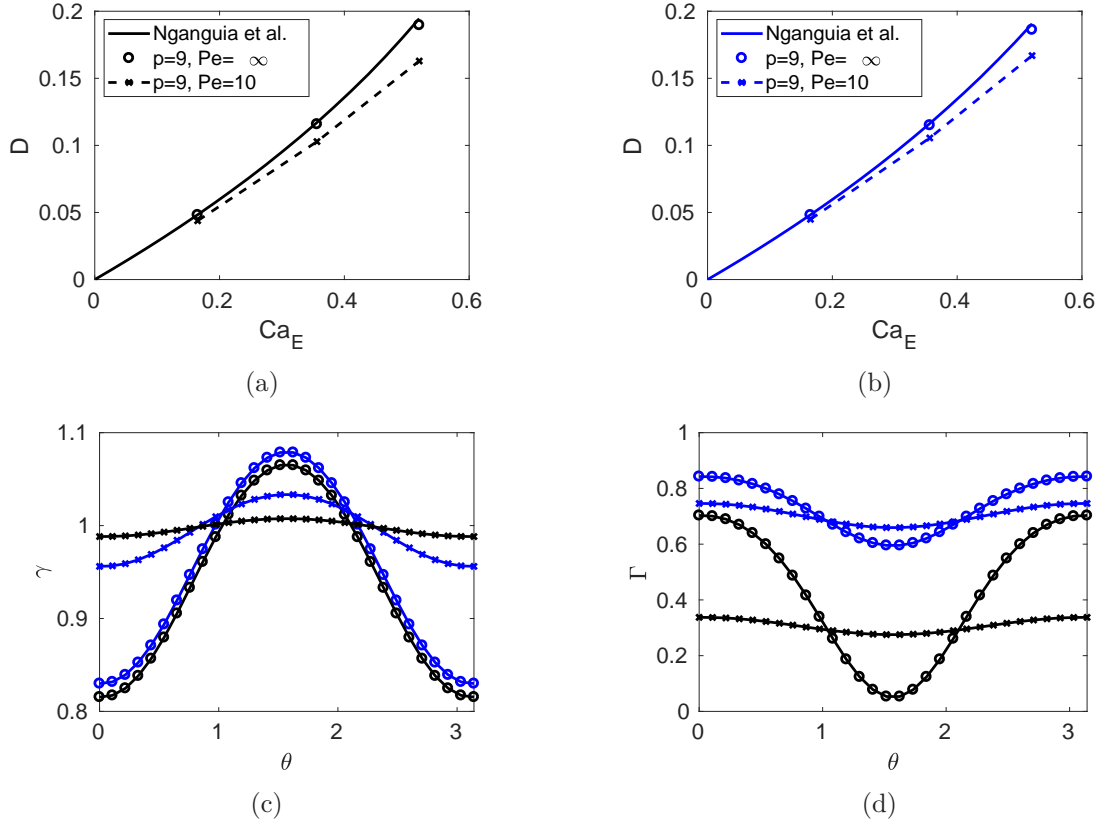 0.2
0.15
0.1
0.05
0
D
Nganguia et al.
p=9, Pe= ∞
p=9, Pe=10
0 0.2 0.4 0.6
Ca_E
(a)
0.2
0.15
0.1
0.05
0
D
Nganguia et al.
p=9, Pe= ∞
p=9, Pe=10
0 0.2 0.4 0.6
Ca_E
(b)
1.1
1
0.9
0.8
γ
0 1 2 3
θ
(c)
1
0.8
0.6
0.4
0.2
0
Γ
0 1 2 3
θ
(d)